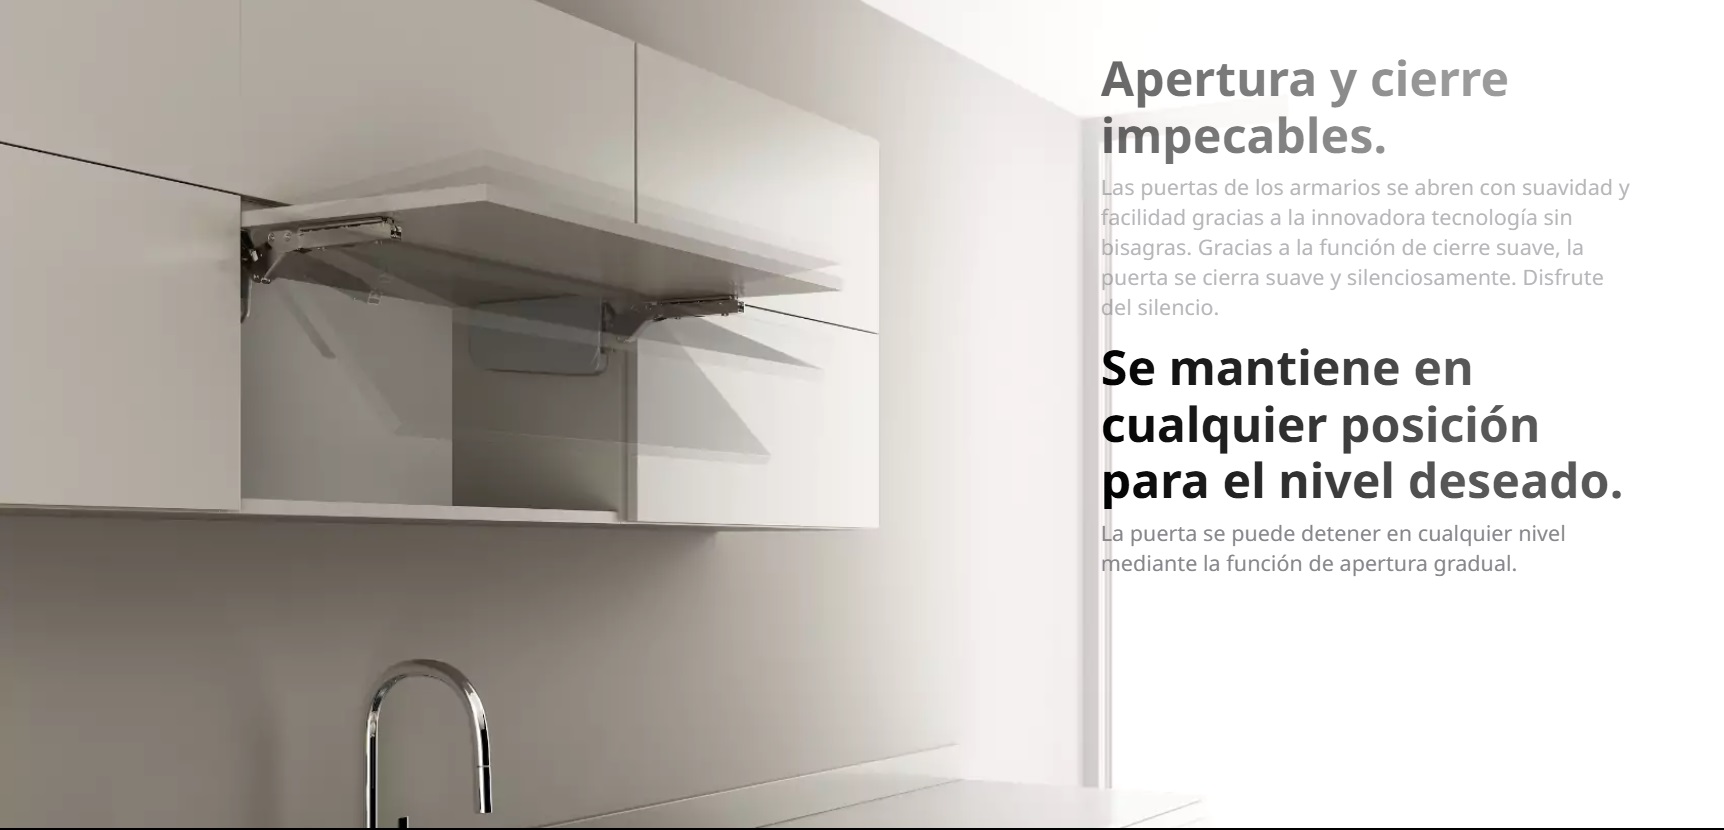 Apertura y cierre
impecables.
Las puertas de los armarios se abren con suavidad y
facilidad gracias a la innovadora tecnología sin
bisagras. Gracias a la función de cierre suave, la
puerta se cierra suave y silenciosamente. Disfrute
del silencio.
Se mantiene en
cualquier posición
para el nivel deseado.
La puerta se puede detener en cualquier nivel
mediante la función de apertura gradual.